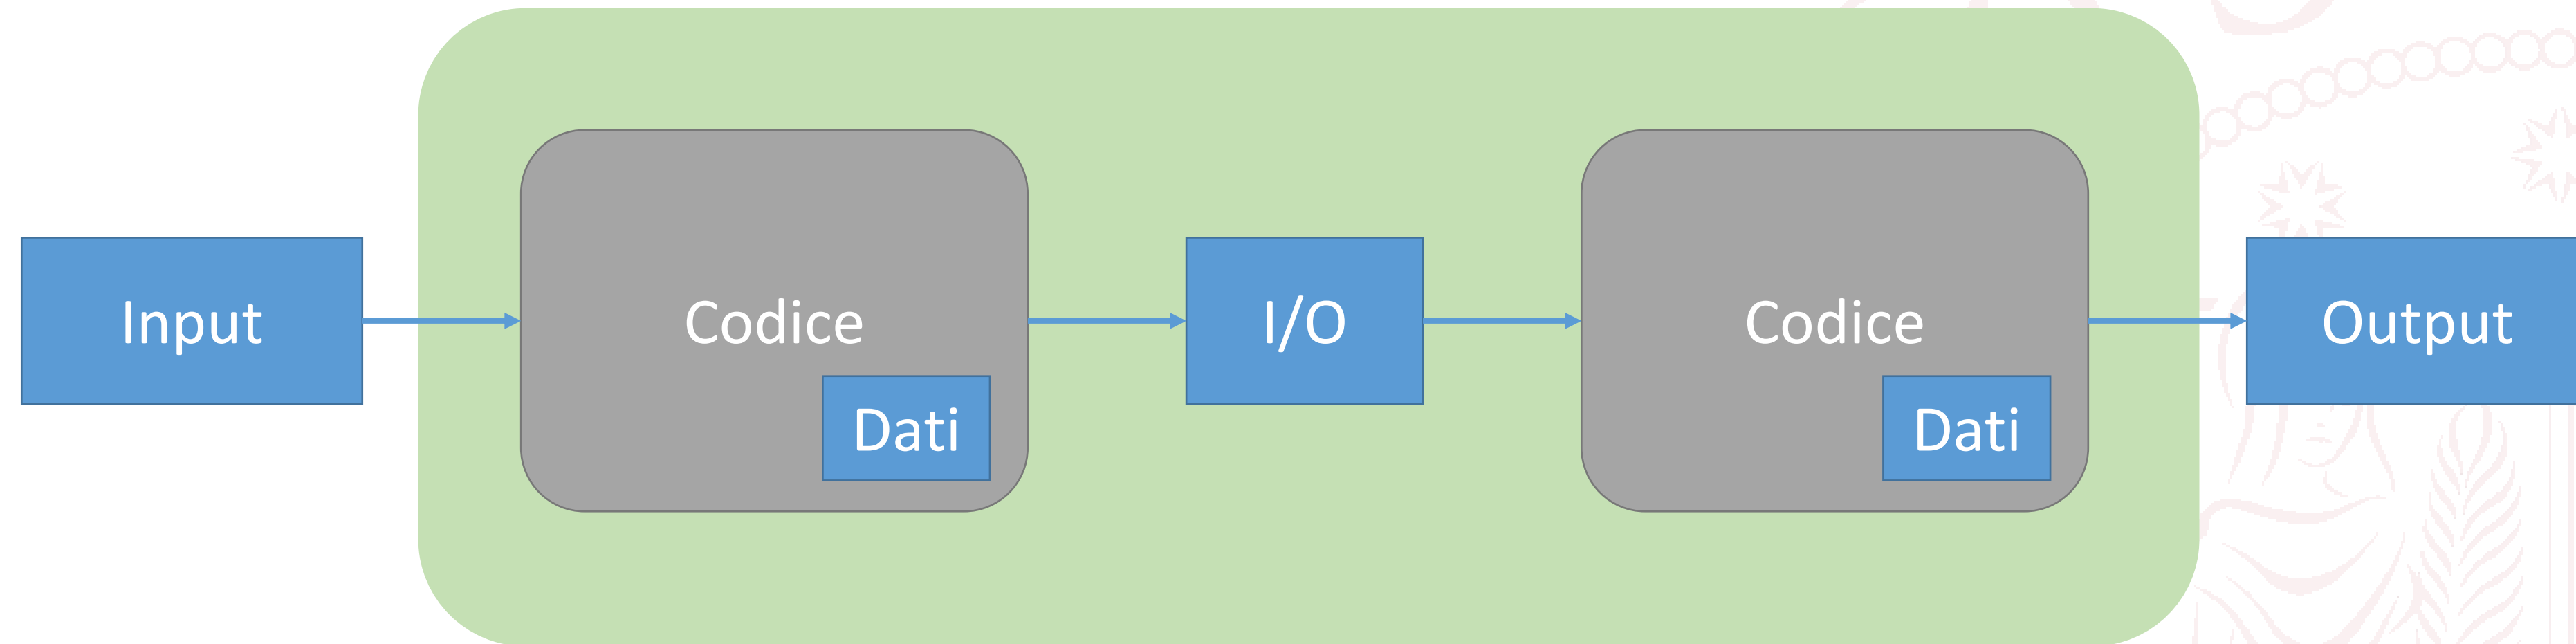 Input
Codice
Dati
I/O
Codice
Dati
Output